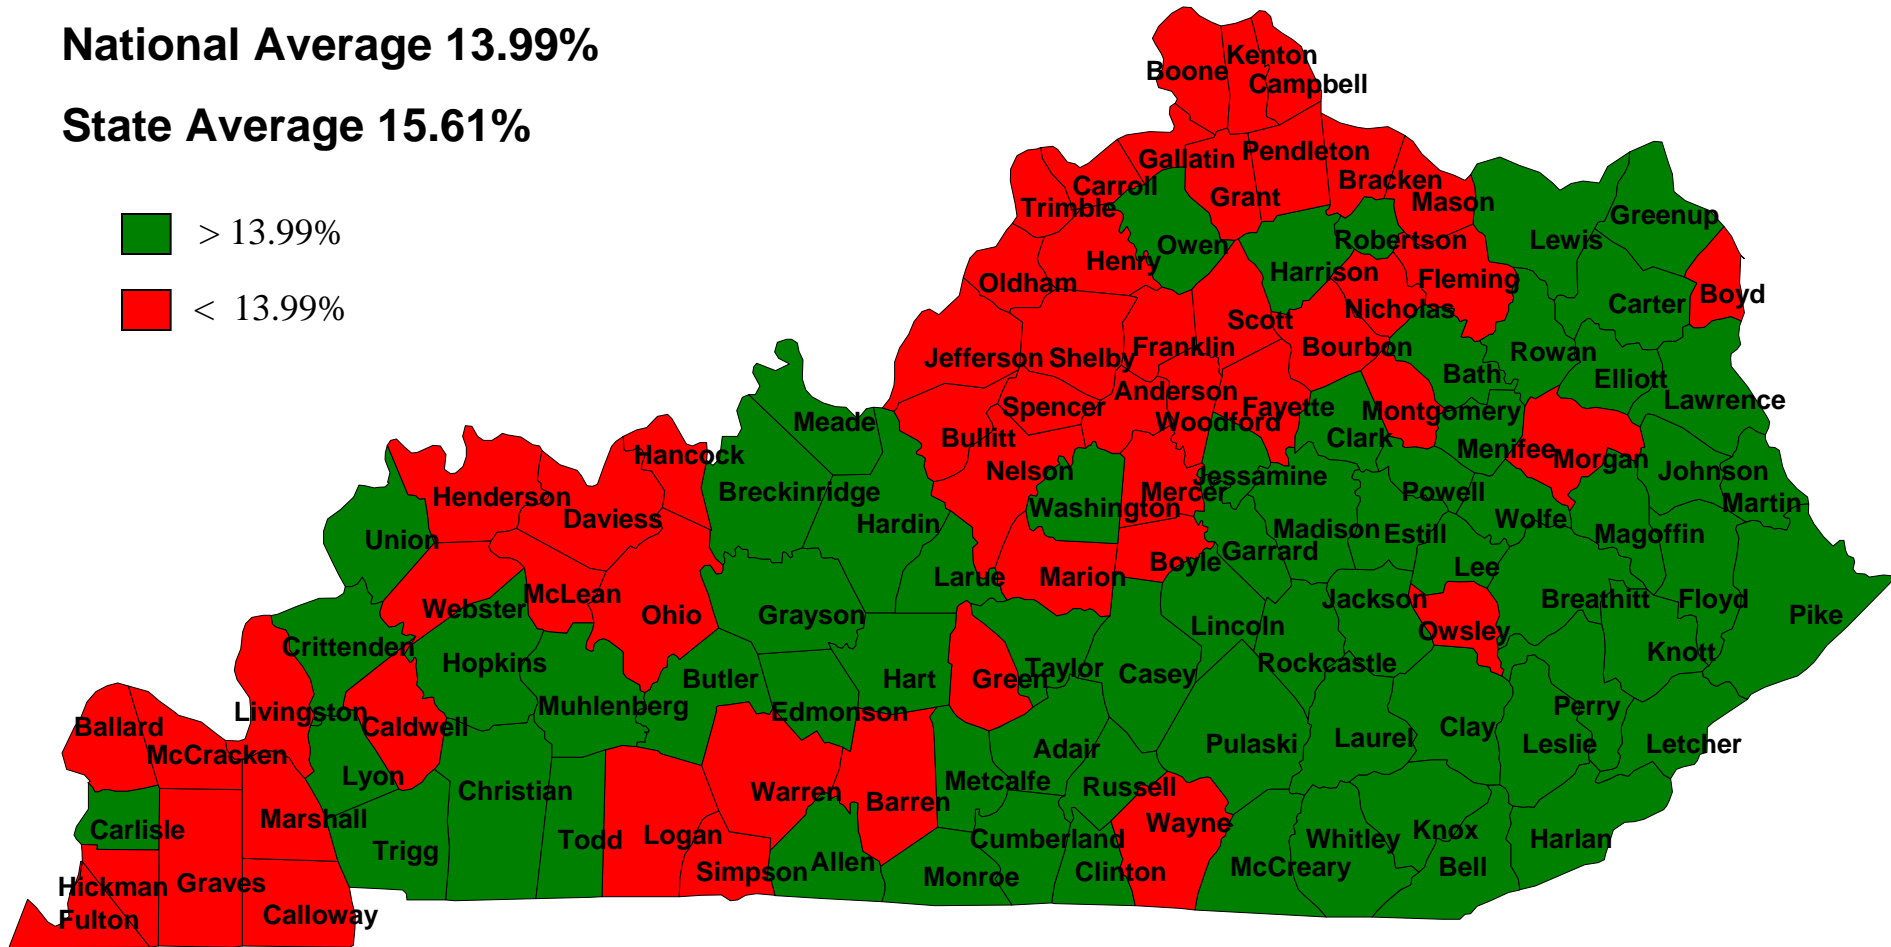 National Average 13.99%
State Average 15.61%
> 13.99%
< 13.99%
Kenton
Boone
Campbell
Gallatin Pendleton
Carroll
Bracken
Grant
Mason
Trimble
Greenup
Owen
Robertson
Lewis
Henry
Harrison
Fleming
Oldham
Boyd
Carter
Nicholas
Scott
Franklin
Bourbon
Rowan
Jefferson Shelby
Bath
Elliott
Anderson
Lawrence
Spencer
Fayette
Montgomery
Meade
Woodford
Bullitt
Clark
Menifee
Hancock
Morgan
Nelson
Johnson
Jessamine
Breckinridge
Mercer
Powell
Henderson
Martin
Washington
Daviess
Hardin
Wolfe
Madison
Estill
Magoffin
Union
Garrard
Boyle
Lee
Larue
Marion
McLean
Jackson
Breathitt
Floyd
Webster
Ohio
Grayson
Pike
Lincoln
Owsley
Crittenden
Knott
Hopkins
Rockcastle
Taylor
Casey
Butler
Hart
Green
Muhlenberg
Perry
Livingston
Edmonson
Ballard
Caldwell
Clay
Pulaski
Laurel
Leslie
Letcher
Adair
McCracken
Lyon
Metcalfe
Russell
Christian
Warren
Barren
Marshall
Wayne
Carlisle
Knox
Logan
Todd
Cumberland
Whitley
Harlan
Trigg
Allen
McCreary
Bell
Simpson
Clinton
Monroe
Graves
Hickman
Calloway
Fulton